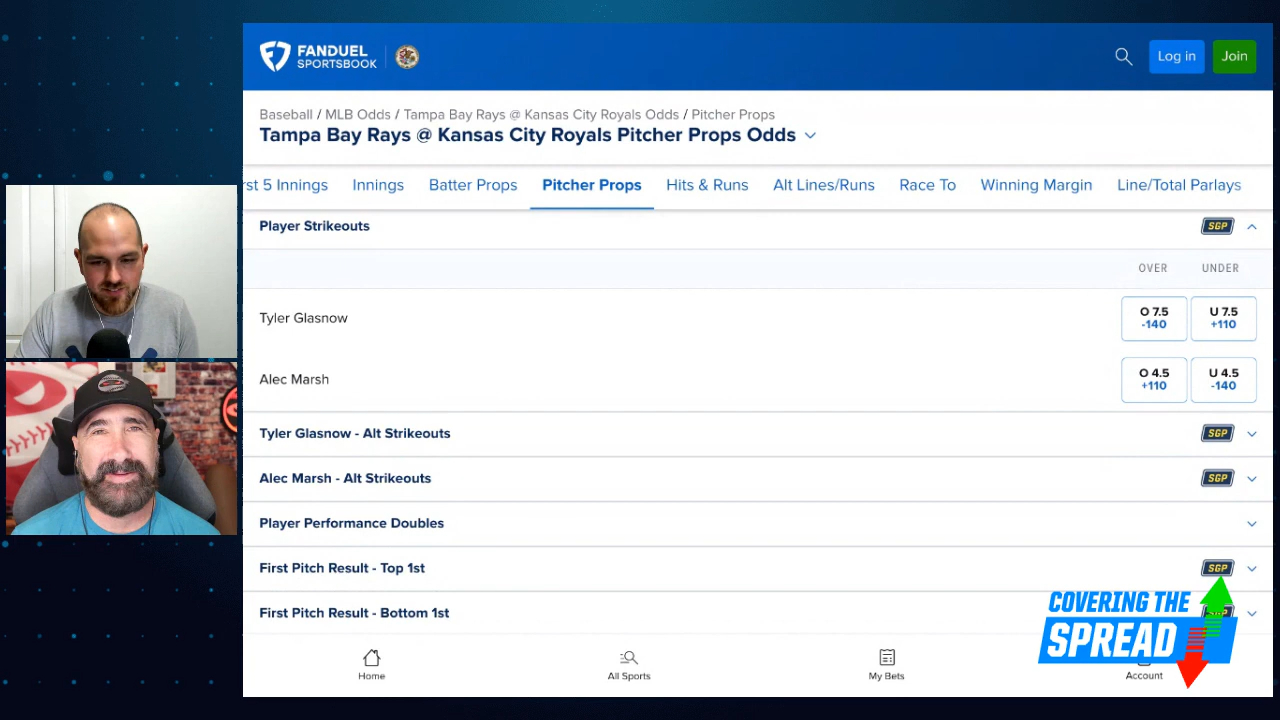 FANDUEL
SPORTSBOOK
Log in
Join
Baseball / MLB Odds / Tampa Bay Rays @ Kansas City Royals Odds / Pitcher Props
Tampa Bay Rays @ Kansas City Royals Pitcher Props Odds
rst 5 Innings Innings Batter Props Pitcher Props Hits & Runs Alt Lines/Runs Race To Winning Margin Line/Total Parlays
Player Strikeouts SGP
OVER UNDER
Tyler Glasnow
O 7.5 U 7.5
-140 +110
Alec Marsh
O 4.5 U 4.5
+110 -140
Tyler Glasnow - Alt Strikeouts SGP
Alec Marsh - Alt Strikeouts SGP
Player Performance Doubles
First Pitch Result - Top 1st SGP
First Pitch Result - Bottom 1st SGP
COVERING THE
SPREAD
Home All Sports My Bets Account